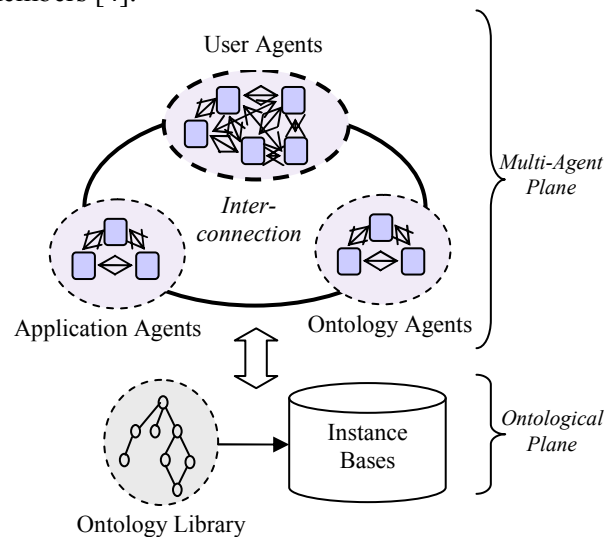 User Agents
Inter-
connection
Multi-Agent
Plane
Application Agents
Ontology Agents
Instance
Bases
Ontological
Plane
Ontology Library